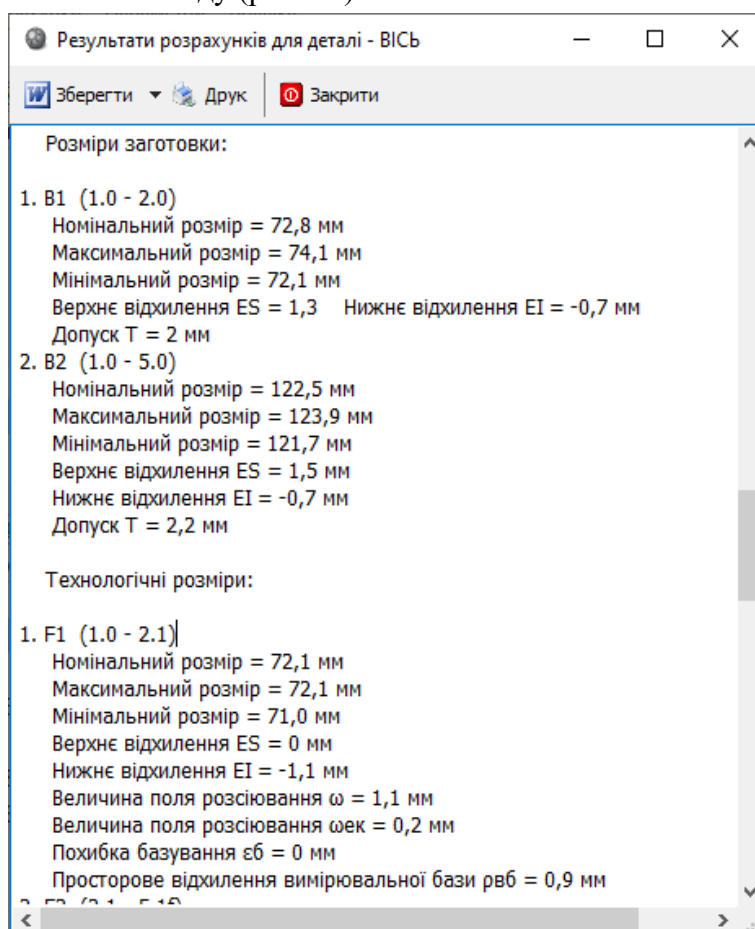 Результати розрахунків для деталі - ВІСЬ
Зберегти Друк Закрити
Розміри заготовки:
1. B1 (1.0 - 2.0)
Номінальний розмір = 72,8 мм
Максимальний розмір = 74,1 мм
Мінімальний розмір = 72,1 мм
Верхнє відхилення ES = 1,3 Нижнє відхилення EI = -0,7 мм
Допуск T = 2 мм
2. B2 (1.0 - 5.0)
Номінальний розмір = 122,5 мм
Максимальний розмір = 123,9 мм
Мінімальний розмір = 121,7 мм
Верхнє відхилення ES = 1,5 мм
Нижнє відхилення EI = -0,7 мм
Допуск T = 2,2 мм
Технологічні розміри:
1. F1 (1.0 - 2.1)
Номінальний розмір = 72,1 мм
Максимальний розмір = 72,1 мм
Мінімальний розмір = 71,0 мм
Верхнє відхилення ES = 0 мм
Нижнє відхилення EI = -1,1 мм
Величина поля розсіювання ω = 1,1 мм
Величина поля розсіювання ωек = 0,2 мм
Похибка базування εб = 0 мм
Просторове відхилення вимірювальної бази ρвб = 0,9 мм